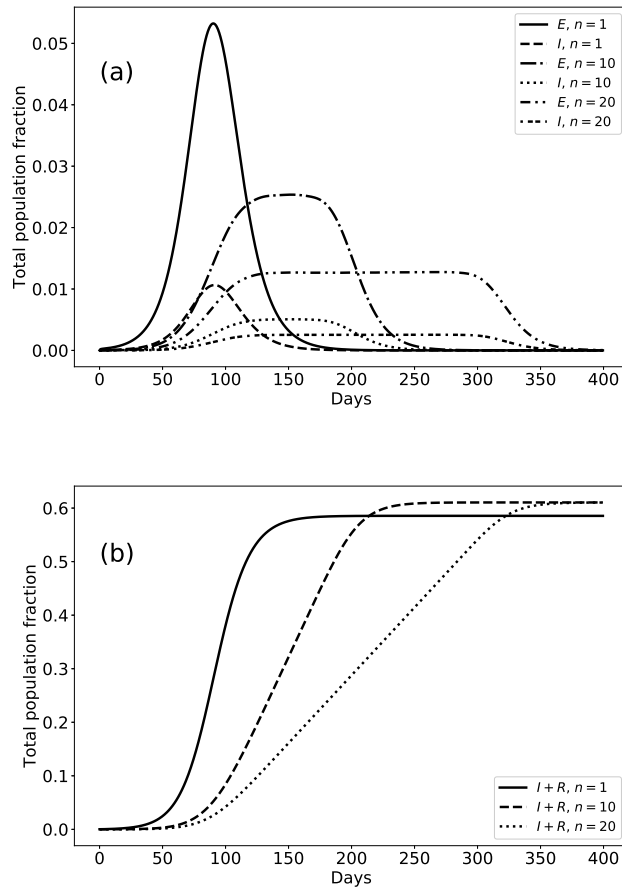 (a)
E, n = 1
I, n = 1
E, n = 10
I, n = 10
E, n = 20
I, n = 20
Total population fraction
0.05
0.04
0.03
0.02
0.01
0.00
0 50 100 150 200 250 300 350 400
Days
(b)
Total population fraction
0.6
0.5
0.4
0.3
0.2
0.1
0.0
I + R, n = 1
I + R, n = 10
I + R, n = 20
0 50 100 150 200 250 300 350 400
Days